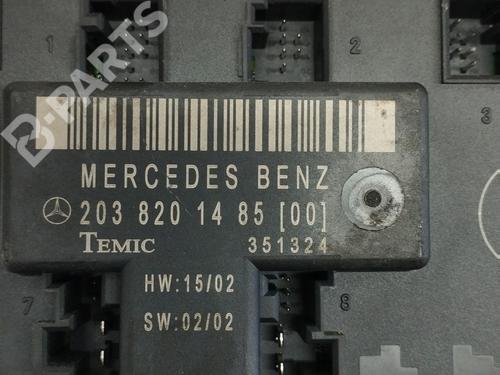 B-PARTS
1
2
3
MERCEDES BENZ
203 820 14 85 [00]
TEMIC 351324
HW:15/02
SW:02/02
7
8